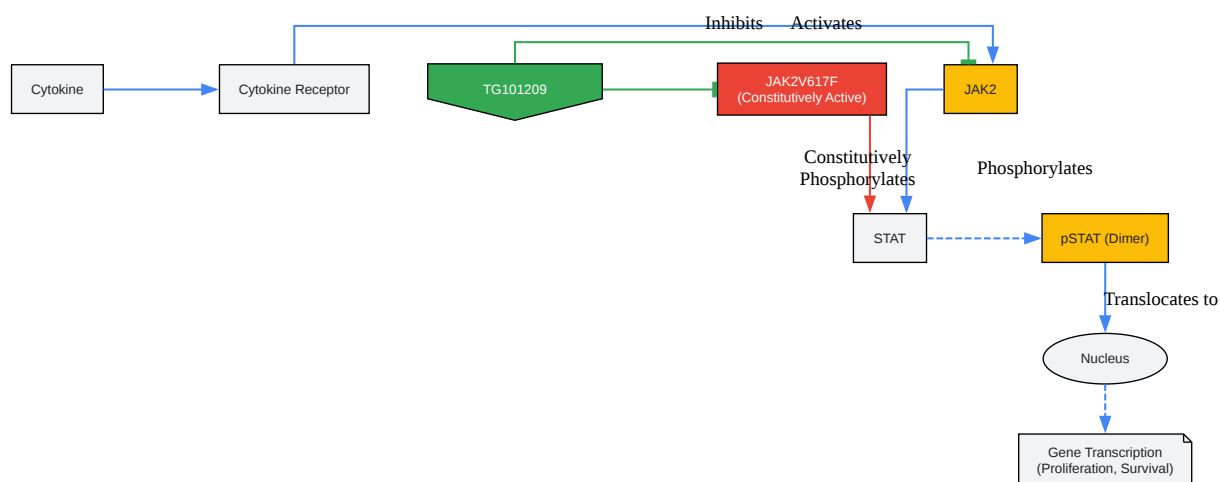 Inhibits
Activates
Cytokine
Cytokine Receptor
TG101209
JAK2V617F
(Constitutively Active)
JAK2
Constitutively
Phosphorylates
Phosphorylates
STAT
pSTAT (Dimer)
Translocates to
Nucleus
Gene Transcription
(Proliferation, Survival)